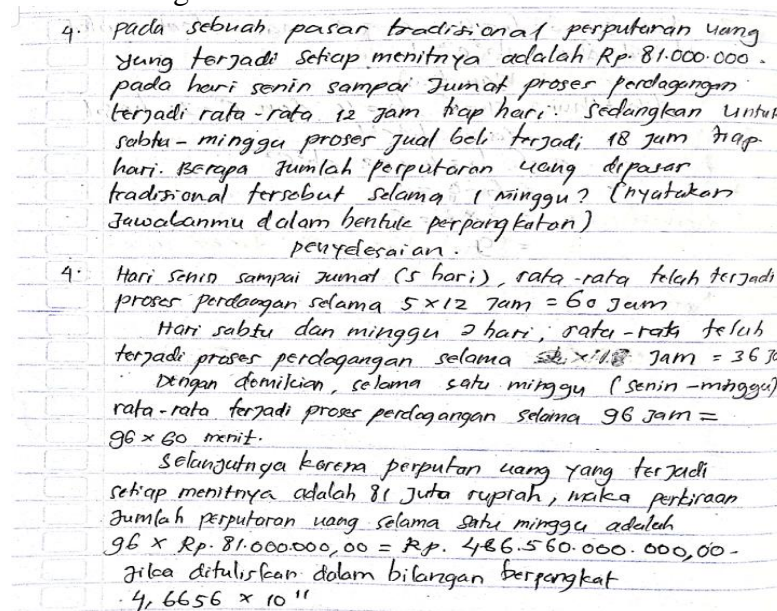 4. pada sebuah pasar tradisional perputaran uang
yang terjadi setiap menitnya adalah Rp. 81.000.000.
pada hari senin sampai Jumat proses perdagangan
terjadi rata-rata 12 jam tiap hari. Sedangkan untuk
sabtu-minggu proses jual beli terjadi 18 jam tiap
hari. Berapa jumlah perputaran uang dipasar
tradisional tersebut selama 1 minggu? (nyatakan
Jawabanmu dalam bentuk perpangkatan)
penyelesaian.
4. Hari senin sampai jumat (5 hari), rata-rata telah terjadi
proses perdagangan selama 5 x 12 Jam = 60 Jam
Hari sabtu dan minggu 2 hari, rata-rata telah
terjadi proses perdagangan selama x 18 Jam = 36
Dengan demikian, selama satu minggu (senin-minggu)
rata-rata terjadi proses perdagangan selama 96 Jam =
96 x 60 menit.
Selanjutnya karena perputan uang yang terjadi
setiap menitnya adalah 81 juta rupiah, maka perkiraan
Jumlah perputaran uang selama satu minggu adalah
96 x Rp. 81.000.000,00 = Rp. 466.560.000.000,00-
Jika dituliskan dalam bilangan berpangkat
4,6656 x 10¹¹